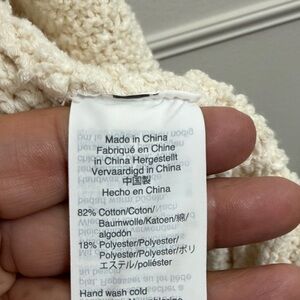 Made in China
Fabriqué en Chine
in China Hergestellt
Vervaardigd in China
中国製
Hecho en China
82% Cotton/Coton/
Baumwolle/Katoen/綿/
algodón
18% Polyester/Polyester/
Polyester/Polyester/ポリ
エステル/poliéster
Hand wash cold